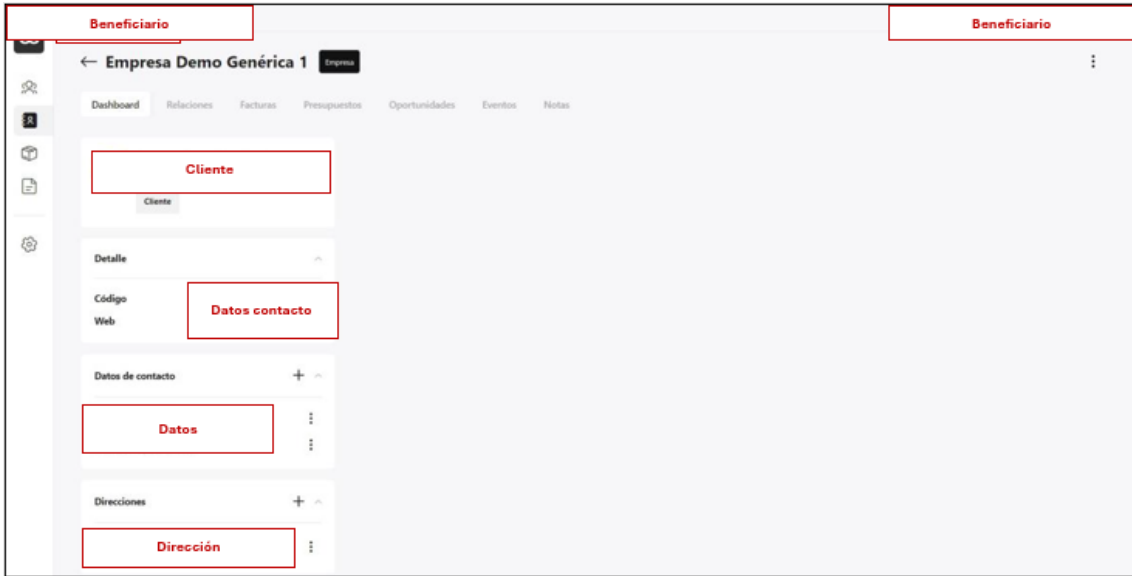 Beneficiario
Beneficiario
← Empresa Demo Genérica 1 Empresa
Dashboard Relaciones Facturas Presupuestos Oportunidades Eventos Notas
Cliente
Cliente
Detalle
Código
Web
Datos contacto
Datos de contacto
Datos
Direcciones
Dirección